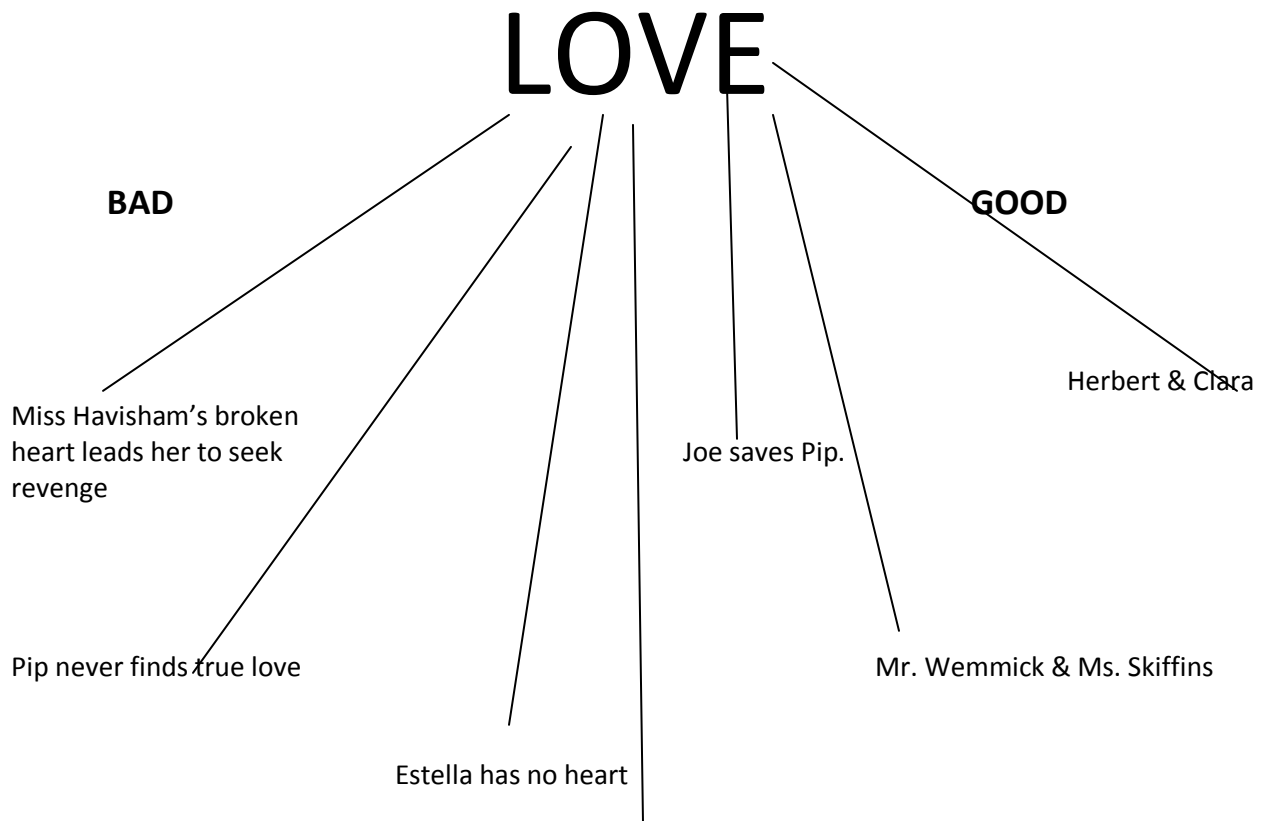 LOVE
BAD
GOOD
Herbert & Clara
Miss Havisham’s broken
heart leads her to seek
revenge
Joe saves Pip.
Pip never finds true love
Mr. Wemmick & Ms. Skiffins
Estella has no heart